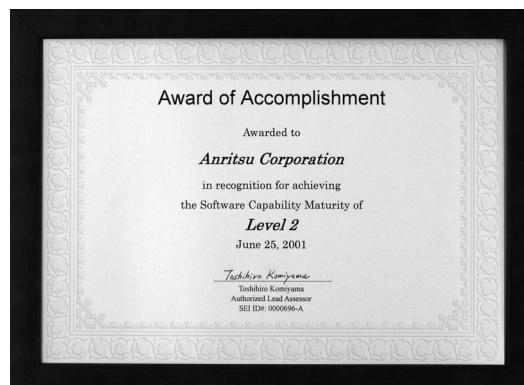 Award of Accomplishment
Awarded to
Anritsu Corporation
in recognition for achieving
the Software Capability Maturity of
Level 2
June 25, 2001
Toshihiro Komiyama
Toshihiro Komiyama
Authorized Lead Assessor
SEI ID#: 0000696-A